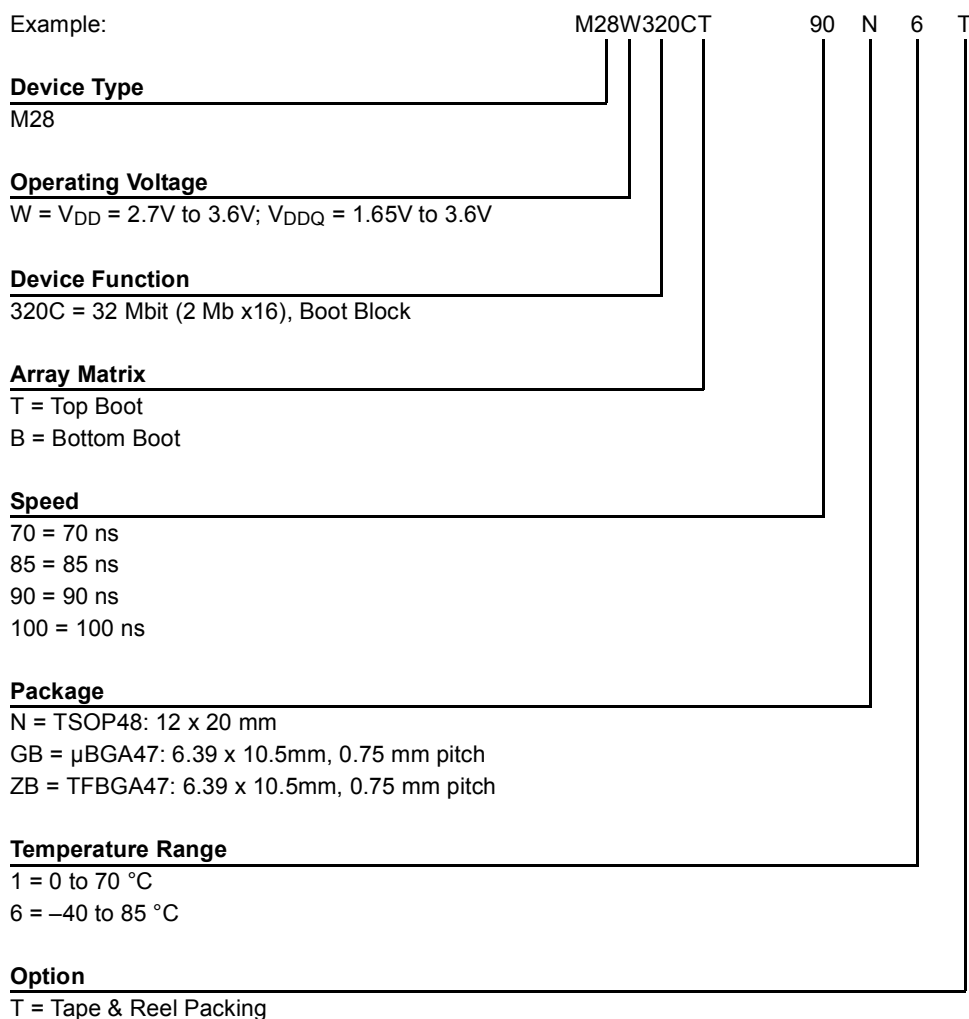 Example: M28W320CT 90 N 6 T
Device Type
M28
Operating Voltage
W = VDD = 2.7V to 3.6V; VDDQ = 1.65V to 3.6V
Device Function
320C = 32 Mbit (2 Mb x16), Boot Block
Array Matrix
T = Top Boot
B = Bottom Boot
Speed
70 = 70 ns
85 = 85 ns
90 = 90 ns
100 = 100 ns
Package
N = TSOP48: 12 x 20 mm
GB = µBGA47: 6.39 x 10.5mm, 0.75 mm pitch
ZB = TFBGA47: 6.39 x 10.5mm, 0.75 mm pitch
Temperature Range
1 = 0 to 70 °C
6 = –40 to 85 °C
Option
T = Tape & Reel Packing